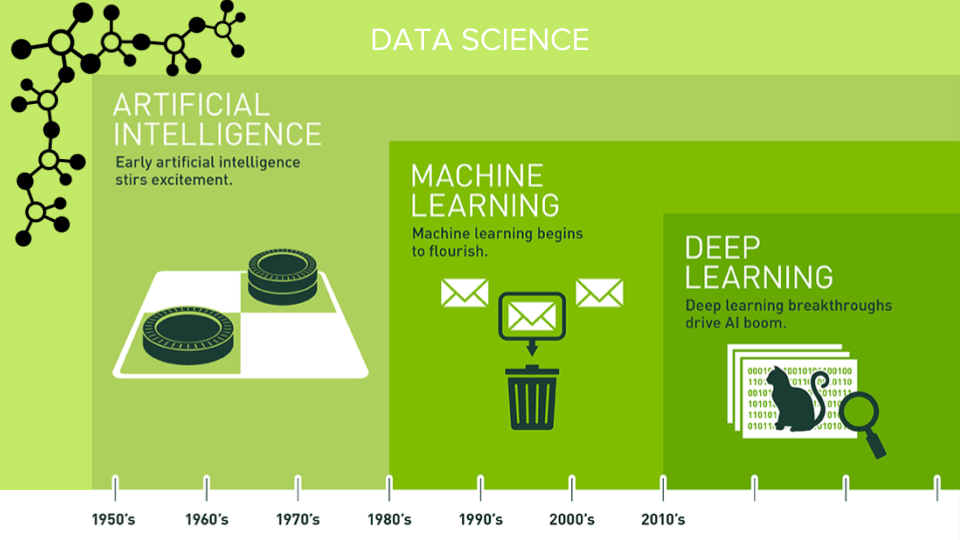 DATA SCIENCE
ARTIFICIAL
INTELLIGENCE
Early artificial intelligence
stirs excitement.
MACHINE
LEARNING
Machine learning begins
to flourish.
DEEP
LEARNING
Deep learning breakthroughs
drive AI boom.
1950's
1960's
1970's
1980's
1990's
2000's
2010's